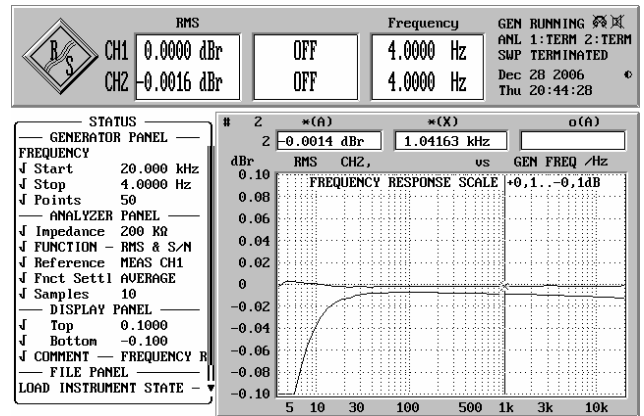 RMS Frequency
R/S CH1 0.0000 dBr OFF 4.0000 Hz
CH2 -0.0016 dBr OFF 4.0000 Hz
GEN RUNNING
ANL 1:TERM 2:TERM
SWP TERMINATED
Dec 28 2006
Thu 20:44:28
STATUS
GENERATOR PANEL
FREQUENCY
√ Start 20.000 kHz
√ Stop 4.0000 Hz
√ Points 50
ANALYZER PANEL
√ Impedance 200 KΩ
√ FUNCTION - RMS & S/N
√ Reference MEAS CH1
√ Fnct Settl AVERAGE
√ Samples 10
DISPLAY PANEL
√ Top 0.1000
√ Bottom -0.100
√ COMMENT — FREQUENCY R
FILE PANEL
LOAD INSTRUMENT STATE -
# 2 *(A) *(X) o(A)
2 -0.0014 dBr 1.04163 kHz
dBr RMS CH2, vs GEN FREQ /Hz
FREQUENCY RESPONSE SCALE +0,1..-0,1dB
0.10
0.08
0.06
0.04
0.02
0
-0.02
-0.04
-0.06
-0.08
-0.10
5 10 30 100 500 1k 3k 10k